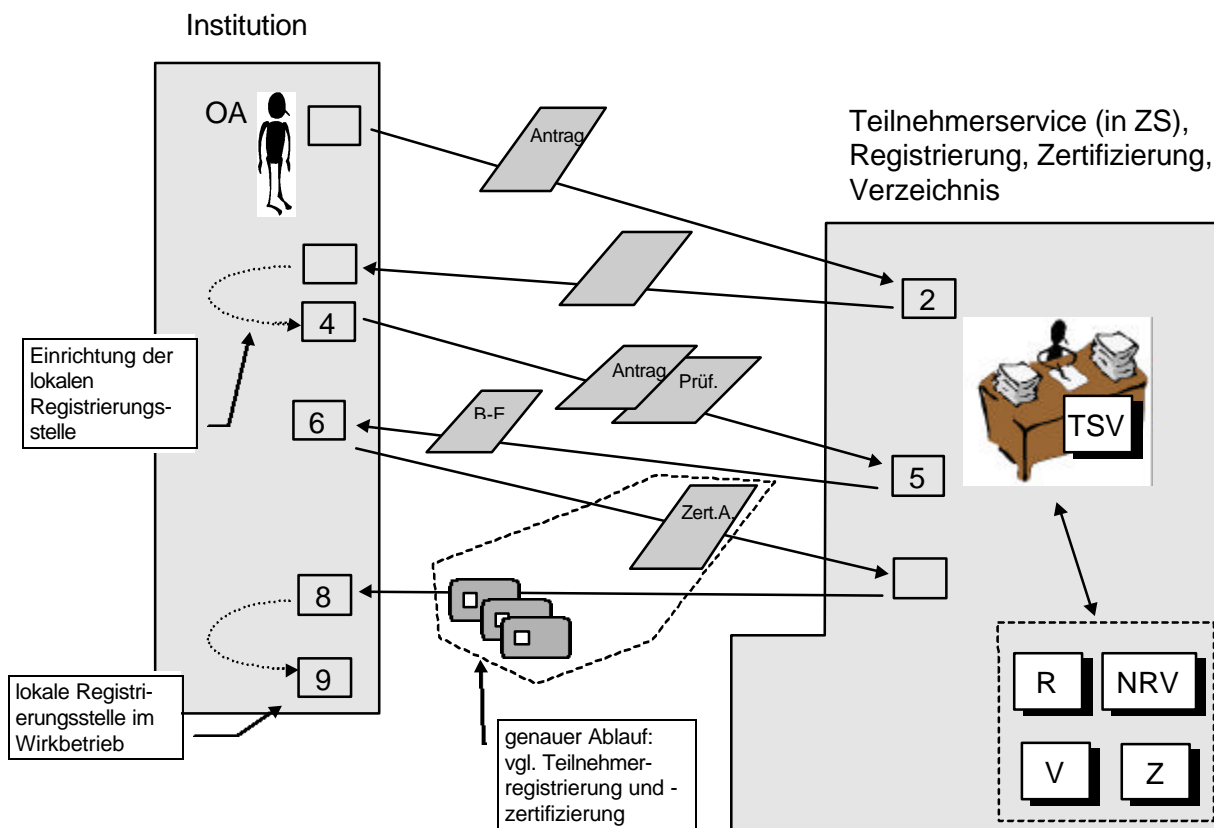 Institution
OA
Antrag
Teilnehmerservice (in ZS),
Registrierung, Zertifizierung,
Verzeichnis
2
4
Einrichtung der
lokalen
Registrierungs-
stelle
Antrag
Prüf.
B-E
6
TSV
5
Zert.A.
8
9
lokale Registri-
erungsstelle im
Wirkbetrieb
genauer Ablauf:
vgl. Teilnehmer-
registrierung und -
zertifizierung
R
NRV
V
Z